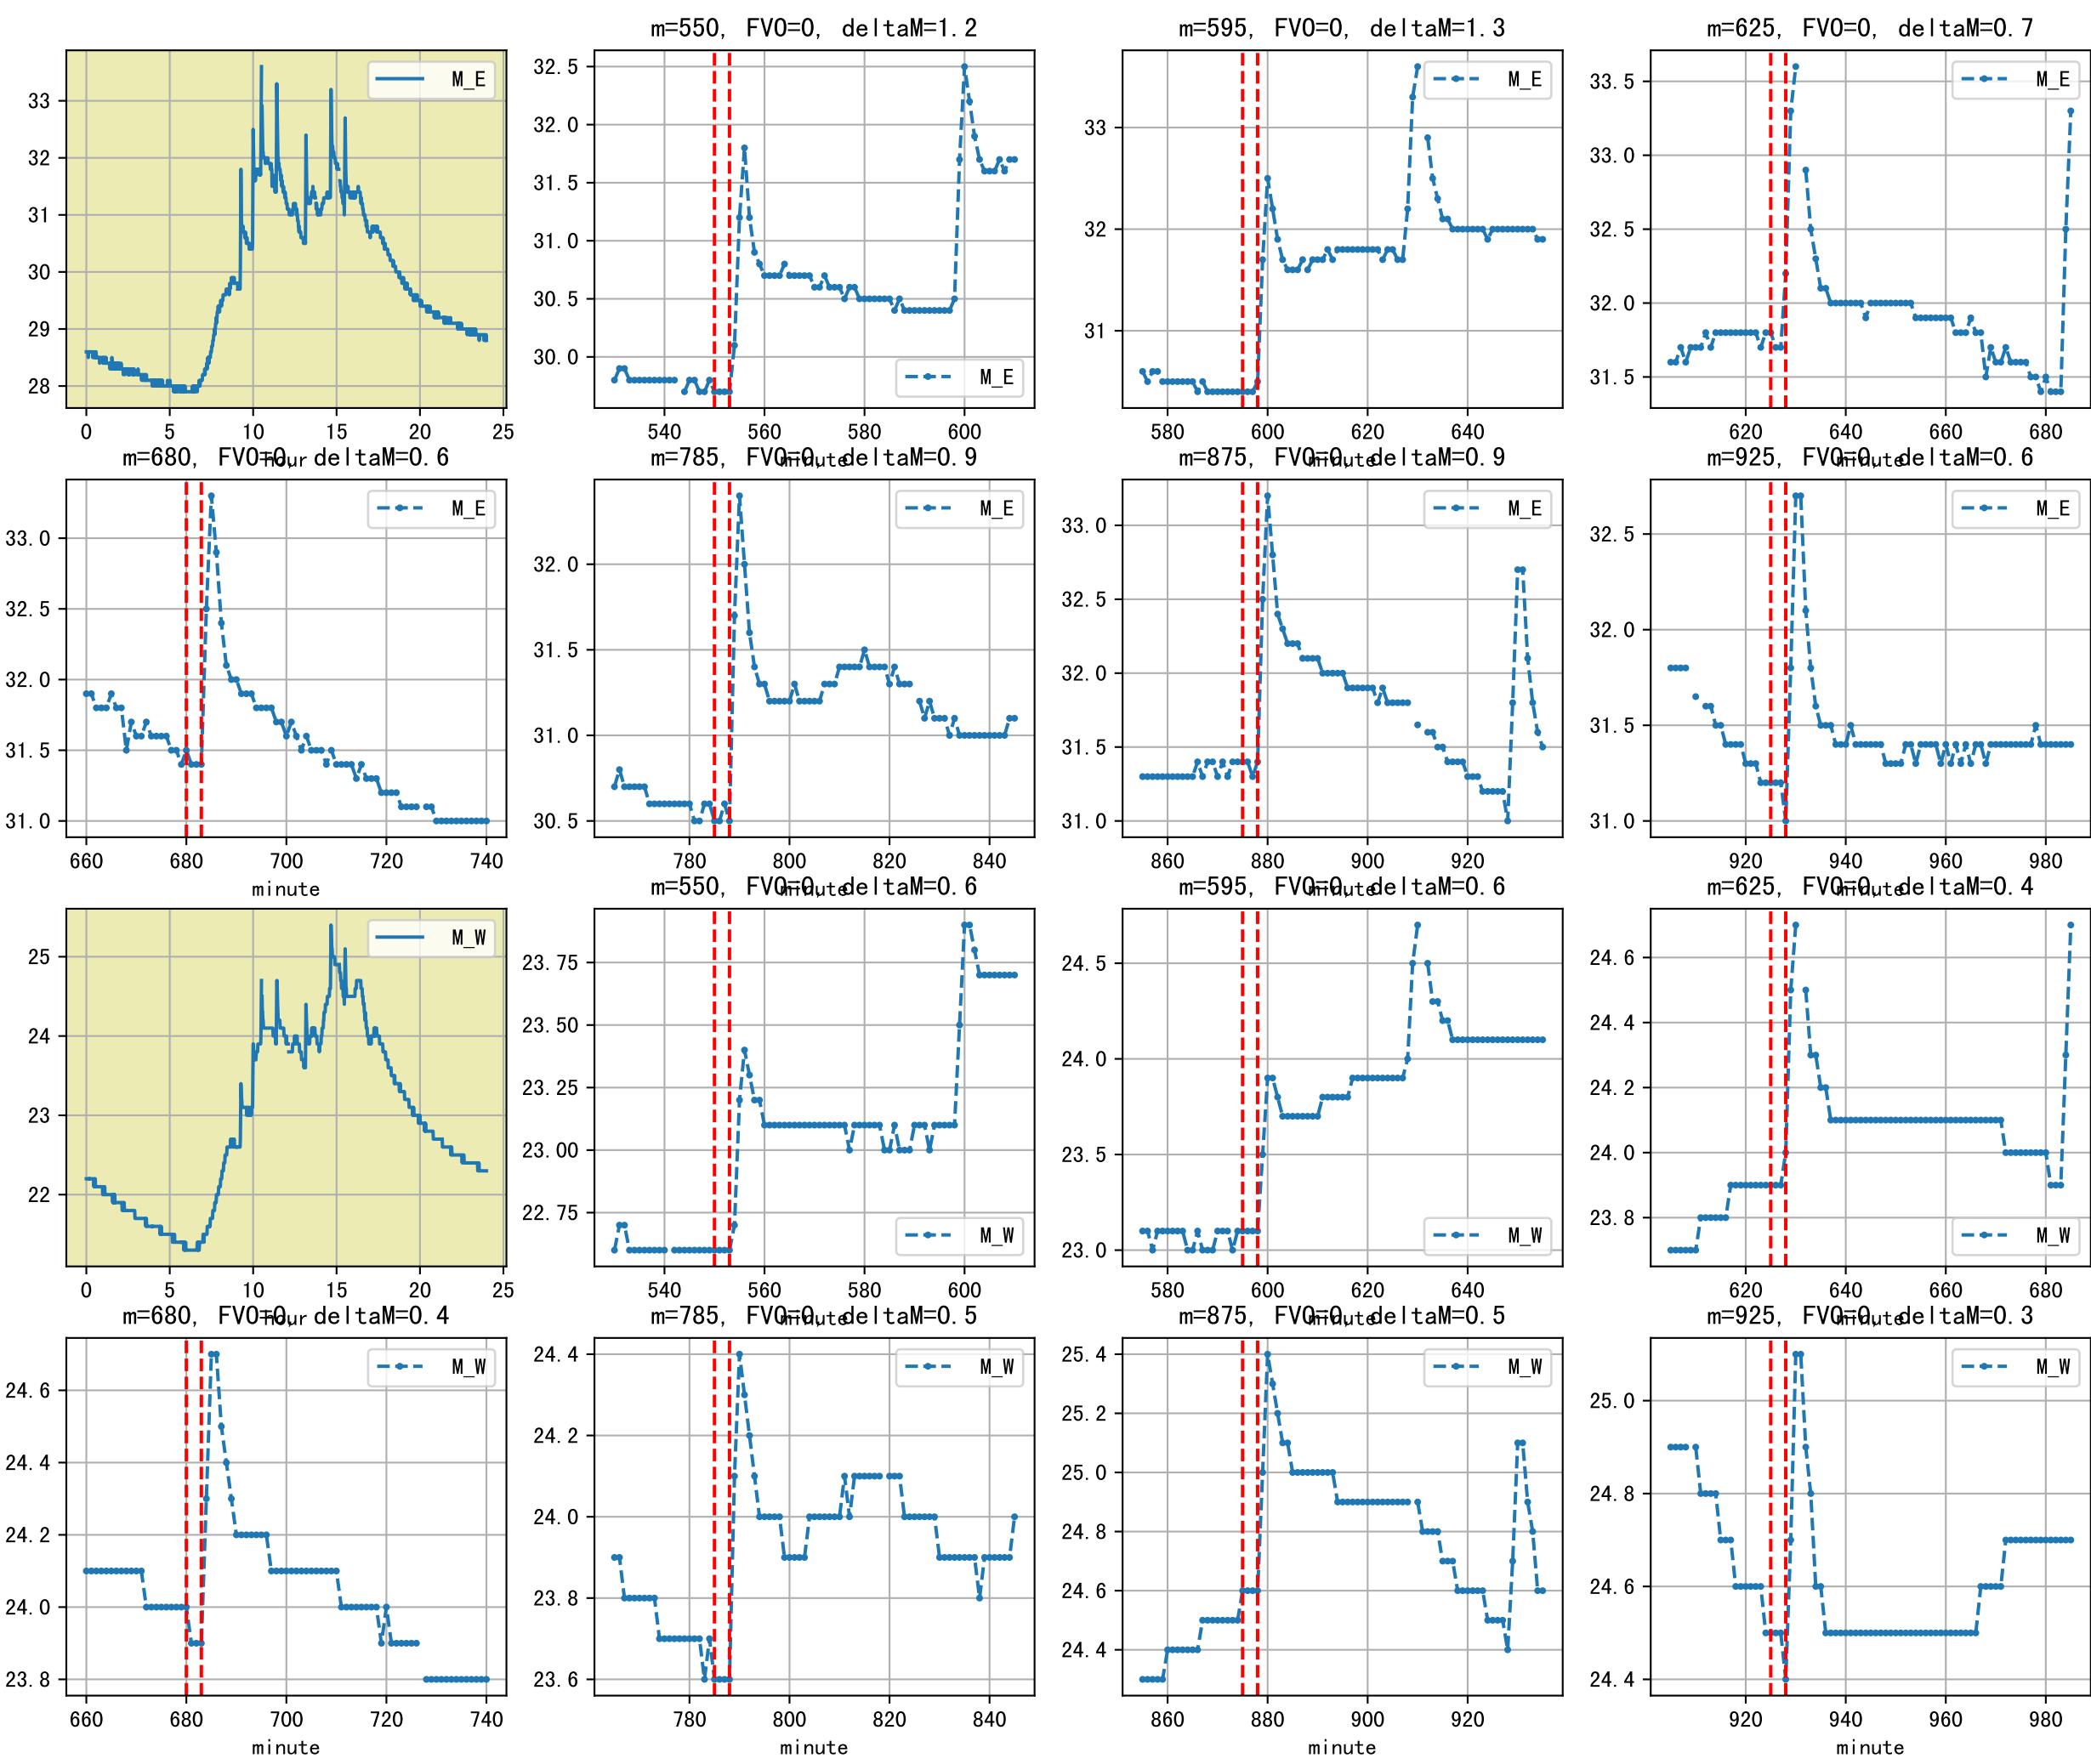 33
32
31
30
29
28
M_E
0 5 10 15 20 25
hour
m=550, FVO=0, deltaM=1.2
32.5
32.0
31.5
31.0
30.5
30.0
M_E
540 560 580 600
minute
m=595, FVO=0, deltaM=1.3
33
32
31
M_E
580 600 620 640
minute
m=625, FVO=0, deltaM=0.7
33.5
33.0
32.5
32.0
31.5
M_E
620 640 660 680
minute
m=680, FVO=0, deltaM=0.6
33.0
32.5
32.0
31.5
31.0
M_E
660 680 700 720 740
minute
m=785, FVO=0, deltaM=0.9
32.0
31.5
31.0
30.5
M_E
780 800 820 840
minute
m=875, FVO=0, deltaM=0.9
33.0
32.5
32.0
31.5
31.0
M_E
860 880 900 920
minute
m=925, FVO=0, deltaM=0.6
32.5
32.0
31.5
31.0
M_E
920 940 960 980
minute
25
24
23
22
M_W
0 5 10 15 20 25
hour
m=550, FVO=0, deltaM=0.6
23.75
23.50
23.25
23.00
22.75
M_W
540 560 580 600
minute
m=595, FVO=0, deltaM=0.6
24.5
24.0
23.5
23.0
M_W
580 600 620 640
minute
m=625, FVO=0, deltaM=0.4
24.6
24.4
24.2
24.0
23.8
M_W
620 640 660 680
minute
m=680, FVO=0, deltaM=0.4
24.6
24.4
24.2
24.0
23.8
M_W
660 680 700 720 740
minute
m=785, FVO=0, deltaM=0.5
24.4
24.2
24.0
23.8
23.6
M_W
780 800 820 840
minute
m=875, FVO=0, deltaM=0.5
25.4
25.2
25.0
24.8
24.6
24.4
M_W
860 880 900 920
minute
m=925, FVO=0, deltaM=0.3
25.0
24.8
24.6
24.4
M_W
920 940 960 980
minute